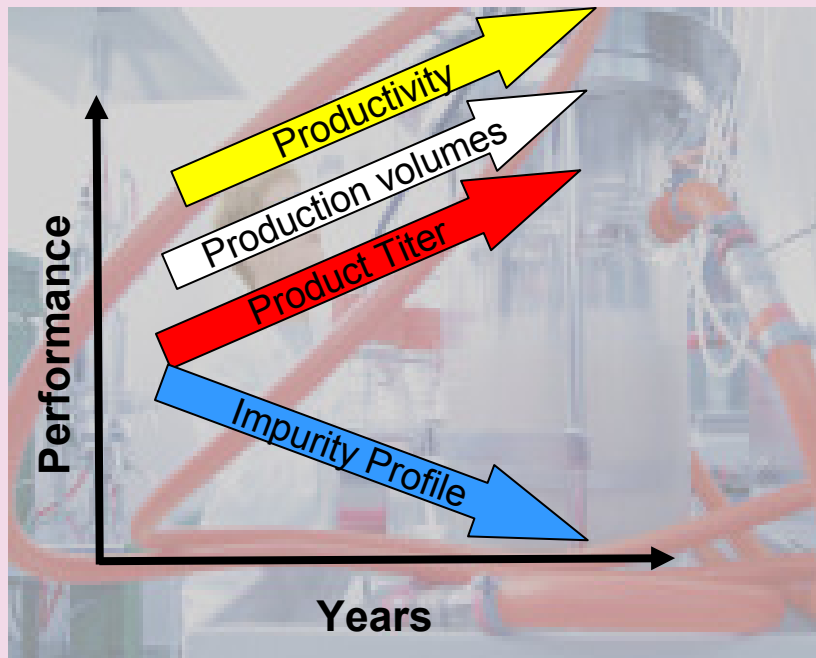 Productivity
Production volumes
Product Titer
Impurity Profile
Performance
Years